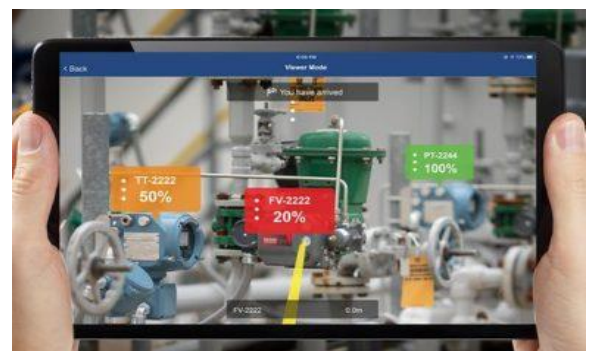 < Back
Viewer Mode
You have arrived
PT-2244
100%
TT-2222
50%
FV-2222
20%
FV-2222
0.0m